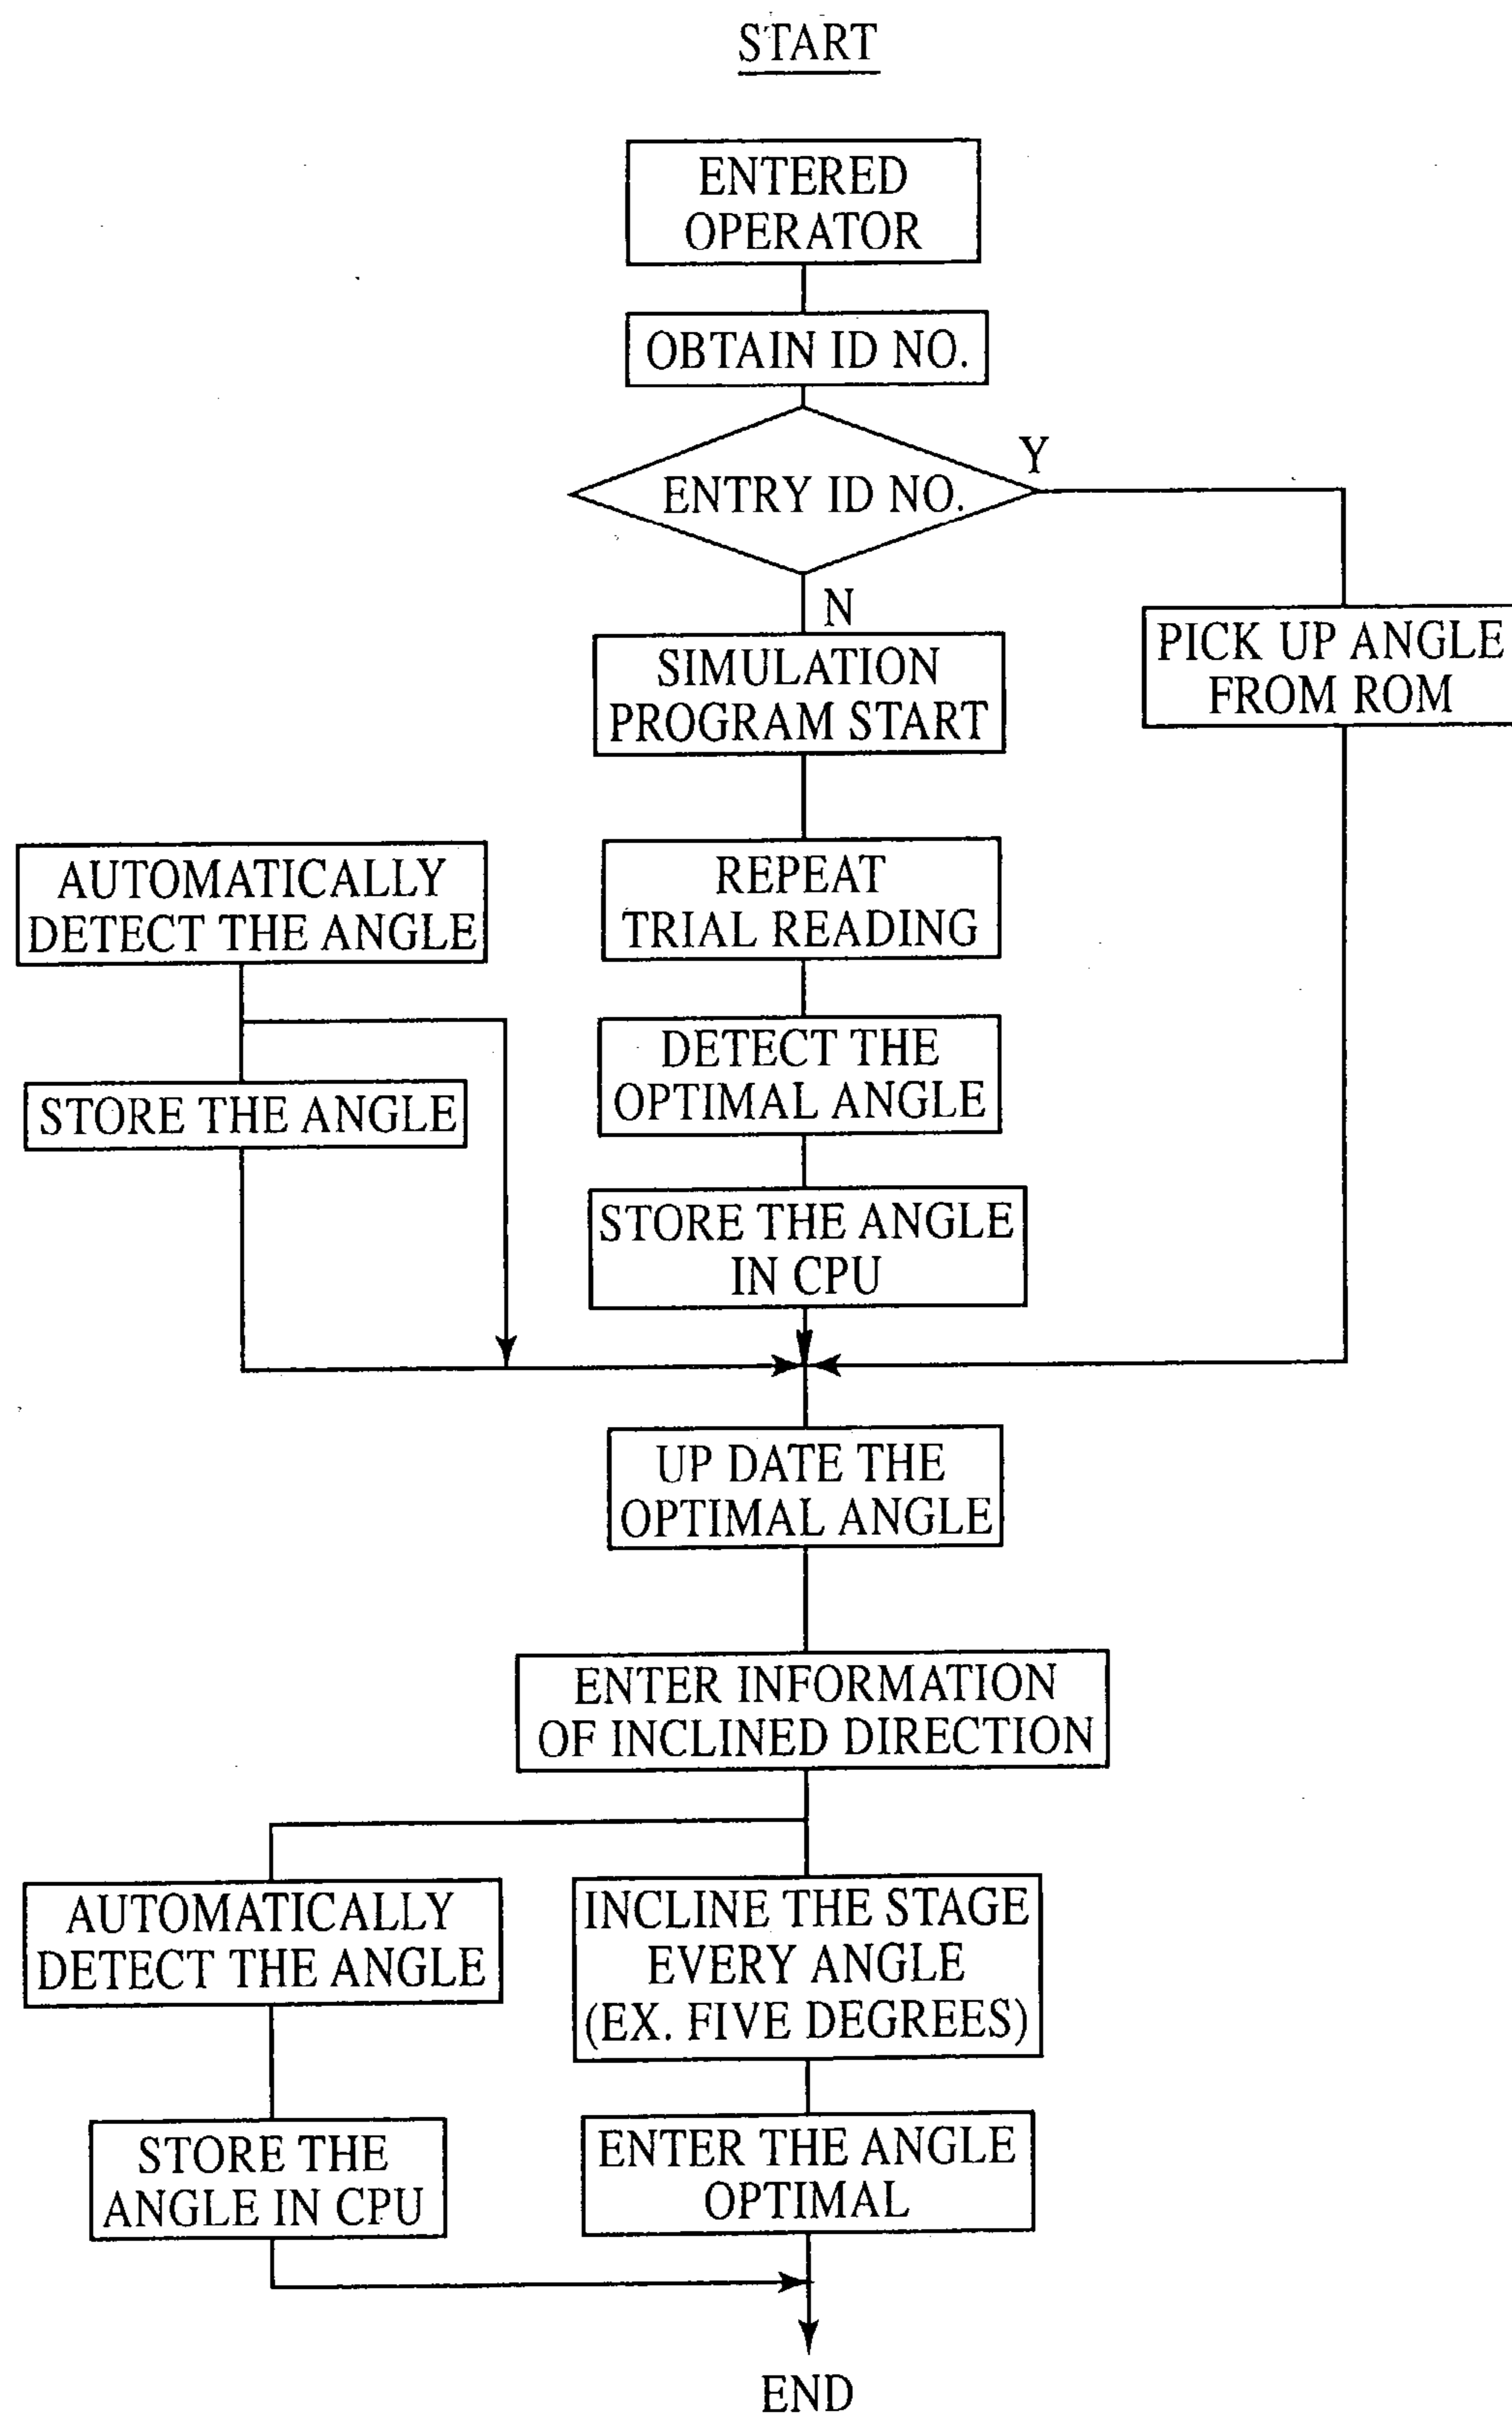 START
ENTERED
OPERATOR
OBTAIN ID NO.
ENTRY ID NO.
Y
N
SIMULATION
PROGRAM START
PICK UP ANGLE
FROM ROM
AUTOMATICALLY
DETECT THE ANGLE
REPEAT
TRIAL READING
STORE THE ANGLE
DETECT THE
OPTIMAL ANGLE
STORE THE ANGLE
IN CPU
UP DATE THE
OPTIMAL ANGLE
ENTER INFORMATION
OF INCLINED DIRECTION
AUTOMATICALLY
DETECT THE ANGLE
INCLINE THE STAGE
EVERY ANGLE
(EX. FIVE DEGREES)
STORE THE
ANGLE IN CPU
ENTER THE ANGLE
OPTIMAL
END